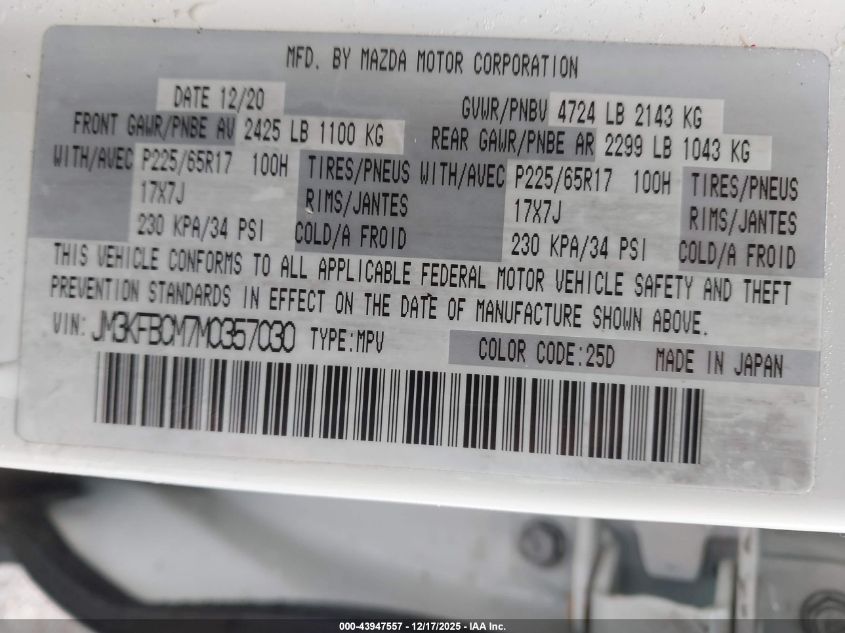 MFD. BY MAZDA MOTOR CORPORATION
DATE 12/20
GVWR/PNBV 4724 LB 2143 KG
FRONT GAWR/PNBE AV 2425 LB 1100 KG
REAR GAWR/PNBE AR 2299 LB 1043 KG
WITH/AVEC P225/65R17 100H TIRES/PNEUS WITH/AVEC P225/65R17 100H TIRES/PNEUS
17X7J RIMS/JANTES 17X7J RIMS/JANTES
230 KPA/34 PSI COLD/A FROID 230 KPA/34 PSI COLD/A FROID
THIS VEHICLE CONFORMS TO ALL APPLICABLE FEDERAL MOTOR VEHICLE SAFETY AND THEFT
PREVENTION STANDARDS IN EFFECT ON THE DATE OF MANUFACTURE SHOWN ABOVE.
VIN: JM3KFBCM7M0357030 TYPE:MPV
COLOR CODE:25D MADE IN JAPAN
000-43947557 - 12/17/2025 - IAA Inc.